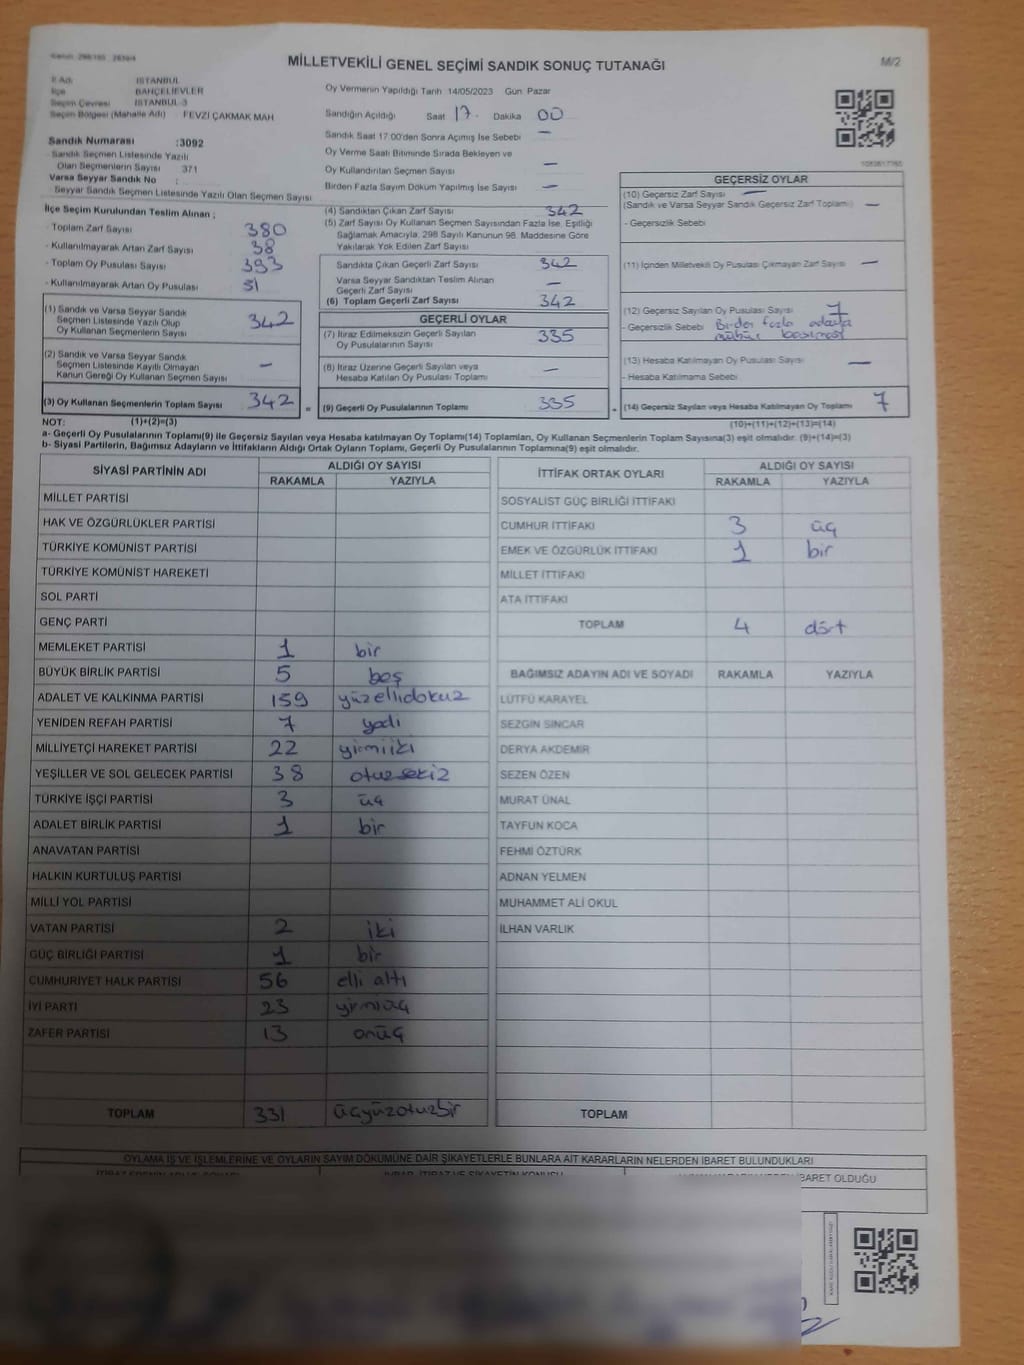 MİLLETVEKİLİ GENEL SEÇİMİ SANDIK SONUÇ TUTANAĞI
M/2
İl Adı İSTANBUL
İlçe BAHÇELİEVLER
Seçim Çevresi İSTANBUL-3
Seçim Bölgesi (Mahalle Adı) FEVZİ ÇAKMAK MAH
Sandık Numarası :3092
Sandık Seçmen Listesinde Yazılı
Olan Seçmenlerin Sayısı 371
Varsa Seyyar Sandık No :
Seyyar Sandık Seçmen Listesinde Yazılı Olan Seçmen Sayısı
Oy Vermenin Yapıldığı Tarih 14/05/2023 Gün Pazar
Sandığın Açıldığı Saat 17. Dakika 00
Sandık Saat 17:00'den Sonra Açımış İse Sebebi —
Oy Verme Saati Bitiminde Sırada Bekleyen ve
Oy Kullandırılan Seçmen Sayısı —
Birden Fazla Sayım Döküm Yapılmış İse Sayısı —
İlçe Seçim Kurulundan Teslim Alınan ;
- Toplam Zarf Sayısı 380
- Kullanılmayarak Artan Zarf Sayısı 38
- Toplam Oy Pusulası Sayısı 393
- Kullanılmayarak Artan Oy Pusulası 51
(1) Sandık ve Varsa Seyyar Sandık
Seçmen Listesinde Yazılı Olup
Oy Kullanan Seçmenlerin Sayısı 342
(2) Sandık ve Varsa Seyyar Sandık
Seçmen Listesinde Kayıtlı Olmayan
Kanun Gereği Oy Kullanan Seçmen Sayısı —
(3) Oy Kullanan Seçmenlerin Toplam Sayısı 342 =
(4) Sandıktan Çıkan Zarf Sayısı 342
(5) Zarf Sayısı Oy Kullanan Seçmen Sayısından Fazla İse, Eşitliği
Sağlamak Amacıyla, 298 Sayılı Kanunun 98. Maddesine Göre
Yakılarak Yok Edilen Zarf Sayısı
Sandıkta Çıkan Geçerli Zarf Sayısı 342
Varsa Seyyar Sandıktan Teslim Alınan
Geçerli Zarf Sayısı —
(6) Toplam Geçerli Zarf Sayısı 342
GEÇERLİ OYLAR
(7) İtiraz Edilmeksizin Geçerli Sayılan
Oy Pusulalarının Sayısı 335
(8) İtiraz Üzerine Geçerli Sayılan veya
Hesaba Katılan Oy Pusulası Toplamı —
(9) Geçerli Oy Pusulalarının Toplamı 335
GEÇERSİZ OYLAR
(10) Geçersiz Zarf Sayısı —
(Sandık ve Varsa Seyyar Sandık Geçersiz Zarf Toplamı) —
- Geçersizlik Sebebi
(11) İçinden Milletvekili Oy Pusulası Çıkmayan Zarf Sayısı —
(12) Geçersiz Sayılan Oy Pusulası Sayısı 7
- Geçersizlik Sebebi Birden fazla adayla
mühür basılması
(13) Hesaba Katılmayan Oy Pusulası Sayısı —
- Hesaba Katılmama Sebebi
(14) Geçersiz Sayılan veya Hesaba Katılmayan Oy Toplamı 7
NOT: (1)+(2)=(3) (10)+(11)+(12)+(13)=(14)
a- Geçerli Oy Pusulalarının Toplamı(9) ile Geçersiz Sayılan veya Hesaba katılmayan Oy Toplamı(14) Toplamları, Oy Kullanan Seçmenlerin Toplam Sayısına(3) eşit olmalıdır. (9)+(14)=(3)
b- Siyasi Partilerin, Bağımsız Adayların ve İttifakların Aldığı Ortak Oyların Toplamı, Geçerli Oy Pusulalarının Toplamına(9) eşit olmalıdır.
SİYASİ PARTİNİN ADI ALDIĞI OY SAYISI
RAKAMLA YAZIYLA
MİLLET PARTİSİ
HAK VE ÖZGÜRLÜKLER PARTİSİ
TÜRKİYE KOMÜNİST PARTİSİ
TÜRKİYE KOMÜNİST HAREKETİ
SOL PARTİ
GENÇ PARTİ
MEMLEKET PARTİSİ 1 bir
BÜYÜK BİRLİK PARTİSİ 5 beş
ADALET VE KALKINMA PARTİSİ 159 yüzellidokuz
YENİDEN REFAH PARTİSİ 7 yedi
MİLLİYETÇİ HAREKET PARTİSİ 22 yirmiiki
YEŞİLLER VE SOL GELECEK PARTİSİ 38 otuzsekiz
TÜRKİYE İŞÇİ PARTİSİ 3 üç
ADALET BİRLİK PARTİSİ 1 bir
ANAVATAN PARTİSİ
HALKIN KURTULUŞ PARTİSİ
MİLLİ YOL PARTİSİ
VATAN PARTİSİ 2 iki
GÜÇ BİRLİĞİ PARTİSİ 1 bir
CUMHURİYET HALK PARTİSİ 56 elli altı
İYİ PARTİ 23 yirmiüç
ZAFER PARTİSİ 13 onüç
TOPLAM 331 üçyüzotuzbir
İTTİFAK ORTAK OYLARI ALDIĞI OY SAYISI
RAKAMLA YAZIYLA
SOSYALİST GÜÇ BİRLİĞİ İTTİFAKI
CUMHUR İTTİFAKI 3 üç
EMEK VE ÖZGÜRLÜK İTTİFAKI 1 bir
MİLLET İTTİFAKI
ATA İTTİFAKI
TOPLAM 4 dört
BAĞIMSIZ ADAYIN ADI VE SOYADI RAKAMLA YAZIYLA
LÜTFÜ KARAYEL
SEZGİN SİNCAR
DERYA AKDEMİR
SEZEN ÖZEN
MURAT ÜNAL
TAYFUN KOCA
FEHMİ ÖZTÜRK
ADNAN YELMEN
MUHAMMET ALİ OKUL
İLHAN VARLIK
TOPLAM
OYLAMA İŞ VE İŞLEMLERİNE VE OYLARIN SAYIM DÖKÜMÜNE DAİR ŞİKAYETLERLE BUNLARA AİT KARARLARIN NELERDEN İBARET BULUNDUKLARI
İBARET OLDUĞU